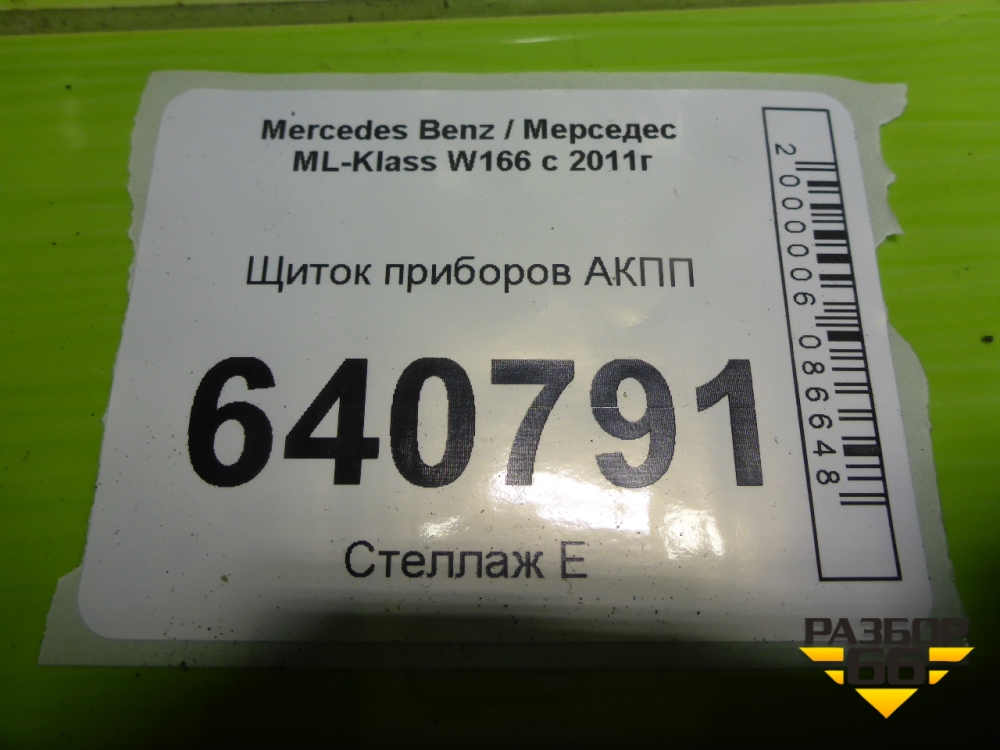 Mercedes Benz / Мерседес
ML-Klass W166 с 2011г
Щиток приборов АКПП
640791
Стеллаж Е
2000006086648
РАЗБОР
66